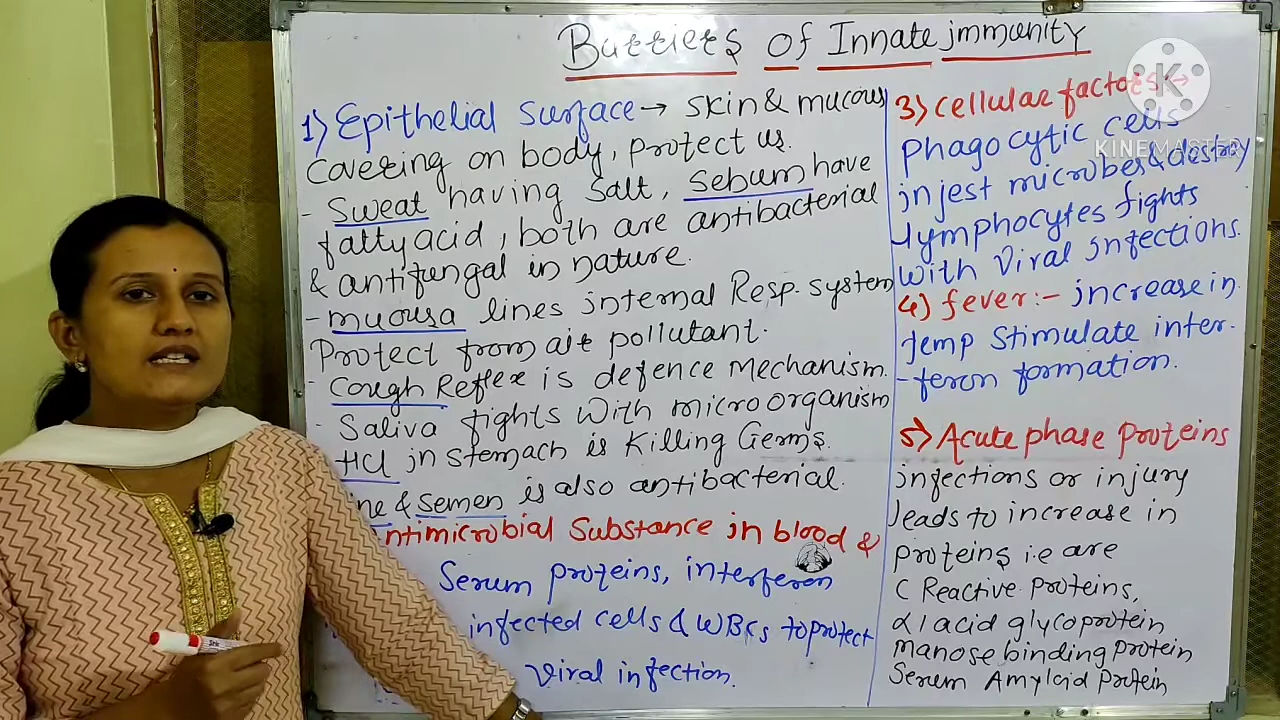 Barriers of Innate immunity
1) Epithelial Surface → skin & mucous
covering on body, protect us.
- Sweat having salt, sebum have
fatty acid, both are antibacterial
& antifungal in nature.
- muousa lines internal Resp. system
Protect from air pollutant.
- Cough Reflex is defence Mechanism.
- Saliva fights with microorganism
HCl in stomach is killing Germs.
ne & semen is also antibacterial.
ntimicrobial Substance in blood &
Serum proteins, interferon
infected cells & WBCs to protect
Viral infection.
3) Cellular factors:→
Phagocytic cells
injest microbes & destroy
lymphocytes fights
with Viral infections.
4) fever:- increase in
temp stimulate inter.
- feron formation.
5) Acute phase Proteins
infections or injury
leads to increase in
proteins i.e are
C Reactive Proteins,
α 1 acid glycoprotein
manose binding protein
Serum Amyloid Protein
K
KINEMASTER